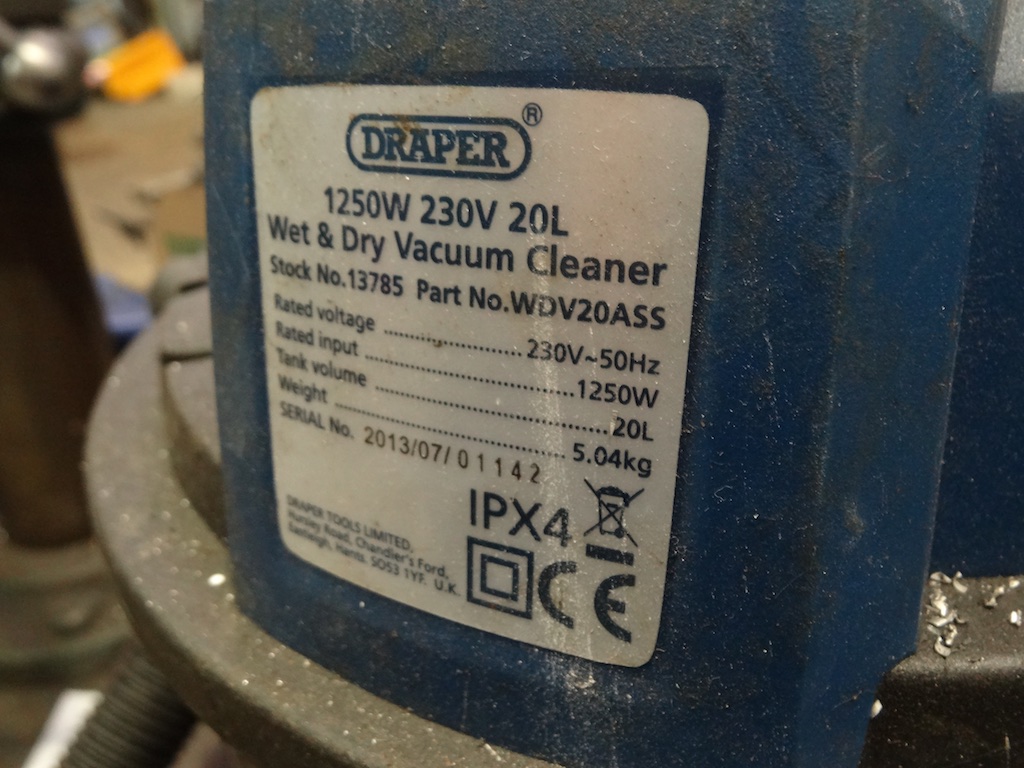 DRAPER®
1250W 230V 20L
Wet & Dry Vacuum Cleaner
Stock No.13785 Part No.WDV20ASS
Rated voltage ........................ 230V~50Hz
Rated input ........................ 1250W
Tank volume ........................ 20L
Weight ........................ 5.04kg
SERIAL No. 2013/07/01142
IPX4
DRAPER TOOLS LIMITED,
Hursley Road, Chandler's Ford,
Eastleigh, Hants. SO53 1YF. U.K.
CE